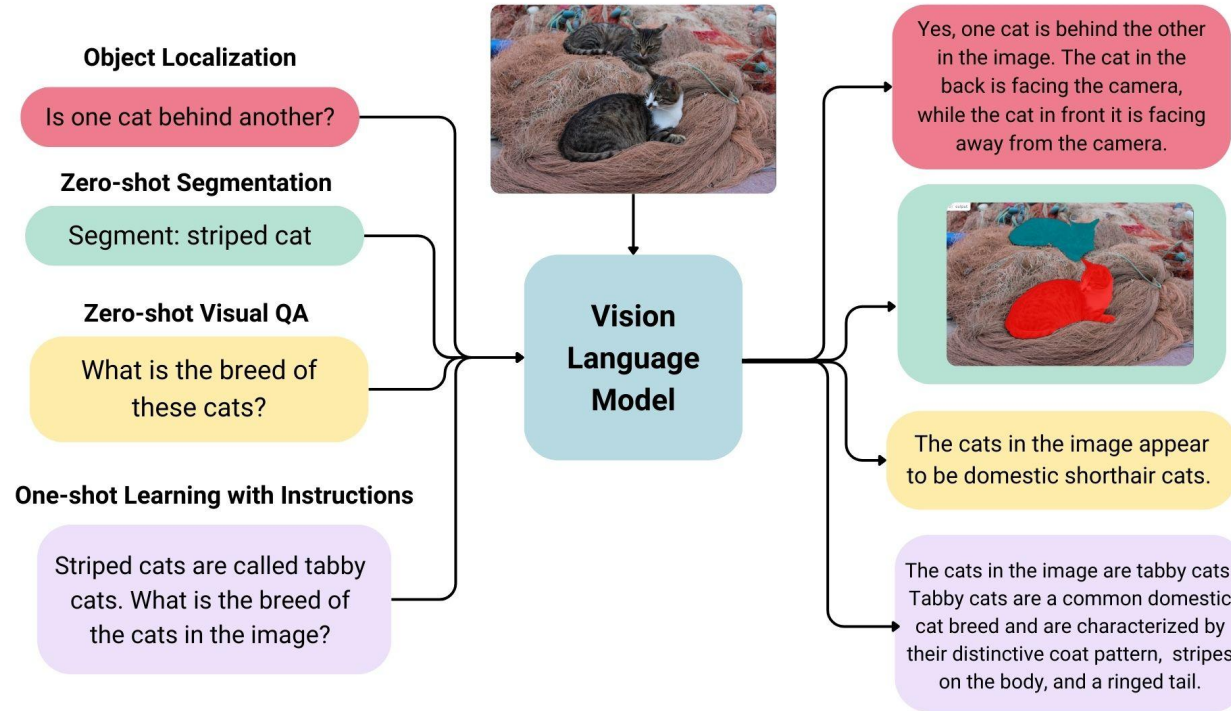 Object Localization
Is one cat behind another?
Zero-shot Segmentation
Segment: striped cat
Zero-shot Visual QA
What is the breed of
these cats?
One-shot Learning with Instructions
Striped cats are called tabby
cats. What is the breed of
the cats in the image?
Vision
Language
Model
Yes, one cat is behind the other
in the image. The cat in the
back is facing the camera,
while the cat in front it is facing
away from the camera.
The cats in the image appear
to be domestic shorthair cats.
The cats in the image are tabby cats
Tabby cats are a common domestic
cat breed and are characterized by
their distinctive coat pattern, stripes
on the body, and a ringed tail.